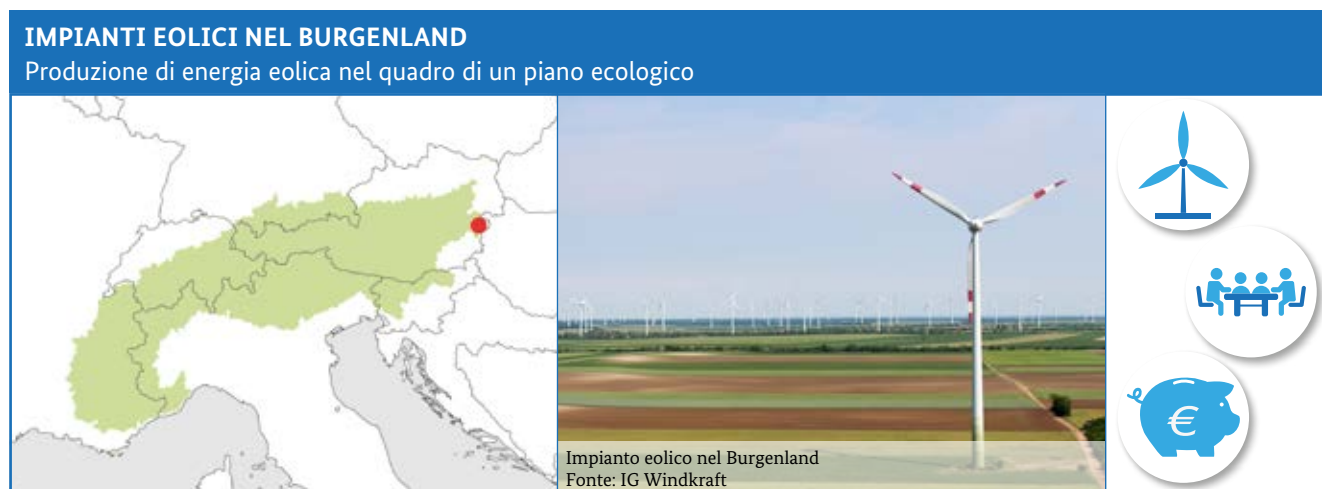 IMPIANTI EOLICI NEL BURGENLAND
Produzione di energia eolica nel quadro di un piano ecologico
Impianto eolico nel Burgenland
Fonte: IG Windkraft
€